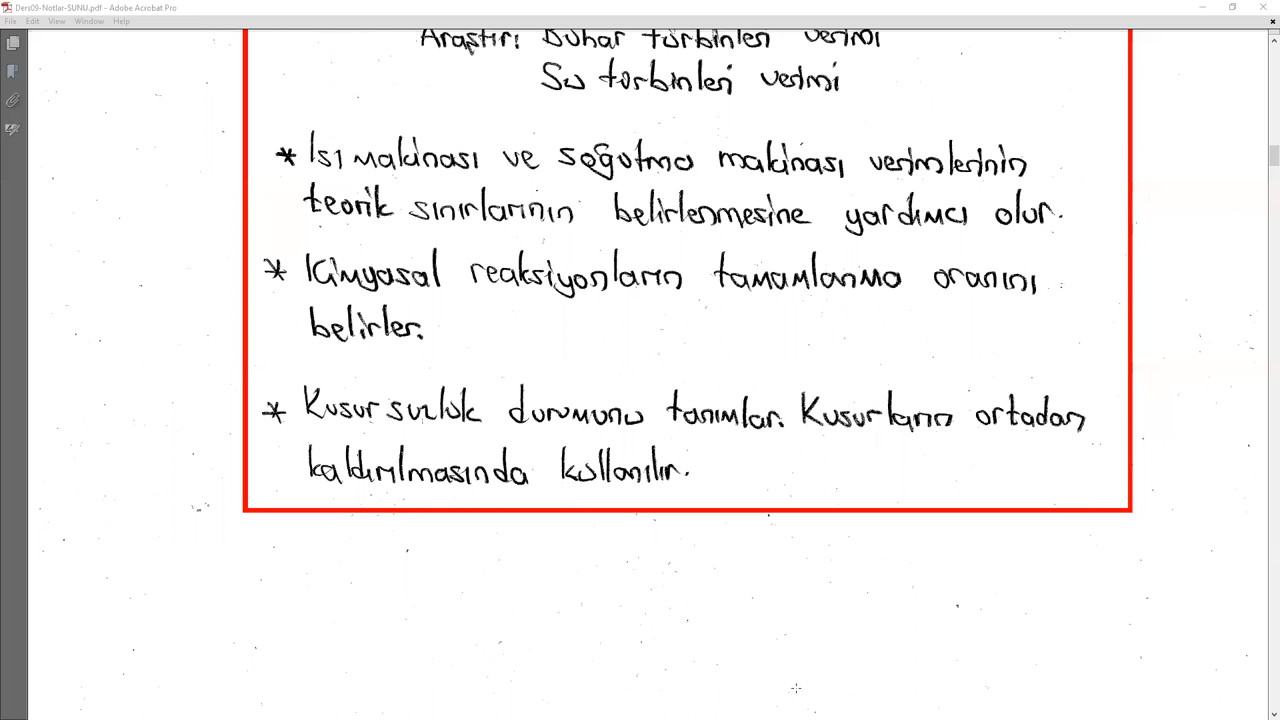 Ders09-Notlar-SUNU.pdf - Adobe Acrobat Pro
File Edit View Window Help
Araştır: Buhar türbinleri verimi
Su türbinleri verimi
* Isı makinası ve soğutma makinası verimlerinin
teorik sınırlarının belirlenmesine yardımcı olur.
* Kimyasal reaksiyonların tamamlanma oranını
belirler.
* Kusursuzluk durumunu tanımlar. Kusurların ortadan
kaldırılmasında kullanılır.